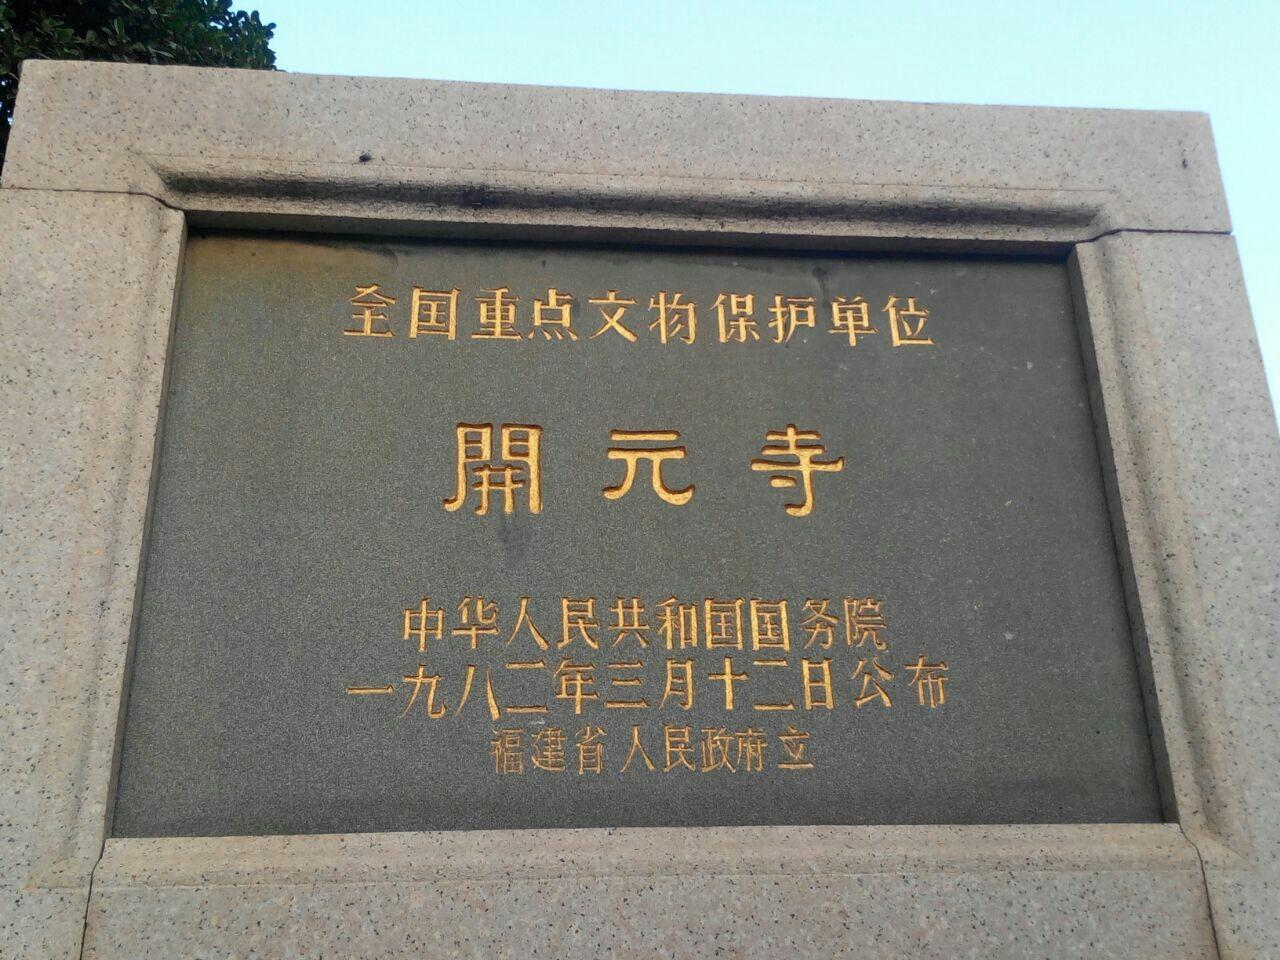 全国重点文物保护单位
開元寺
中华人民共和国国务院
一九八二年三月十二日公布
福建省人民政府立